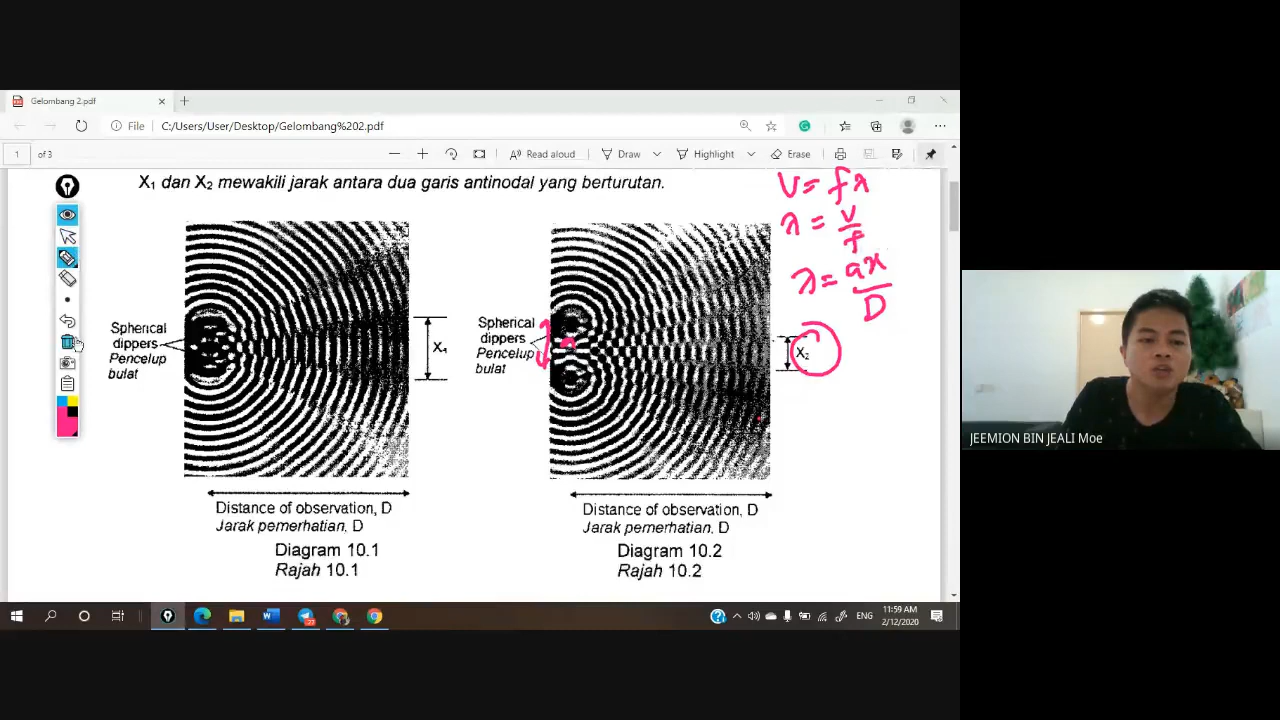 Gelombang 2.pdf
File
C:/Users/User/Desktop/Gelombang%202.pdf
1 of 3
Read aloud
Draw
Highlight
Erase
X₁ dan X₂ mewakili jarak antara dua garis antinodal yang berturutan.
V = fλ
λ = v/f
λ = ax/D
Spherical
dippers
Pencelup
bulat
X₁
Spherical
dippers
Pencelup
bulat
a
X₂
Distance of observation, D
Jarak pemerhatian, D
Diagram 10.1
Rajah 10.1
Distance of observation, D
Jarak pemerhatian, D
Diagram 10.2
Rajah 10.2
JEEMION BIN JEALI Moe
ENG
11:59 AM
2/12/2020